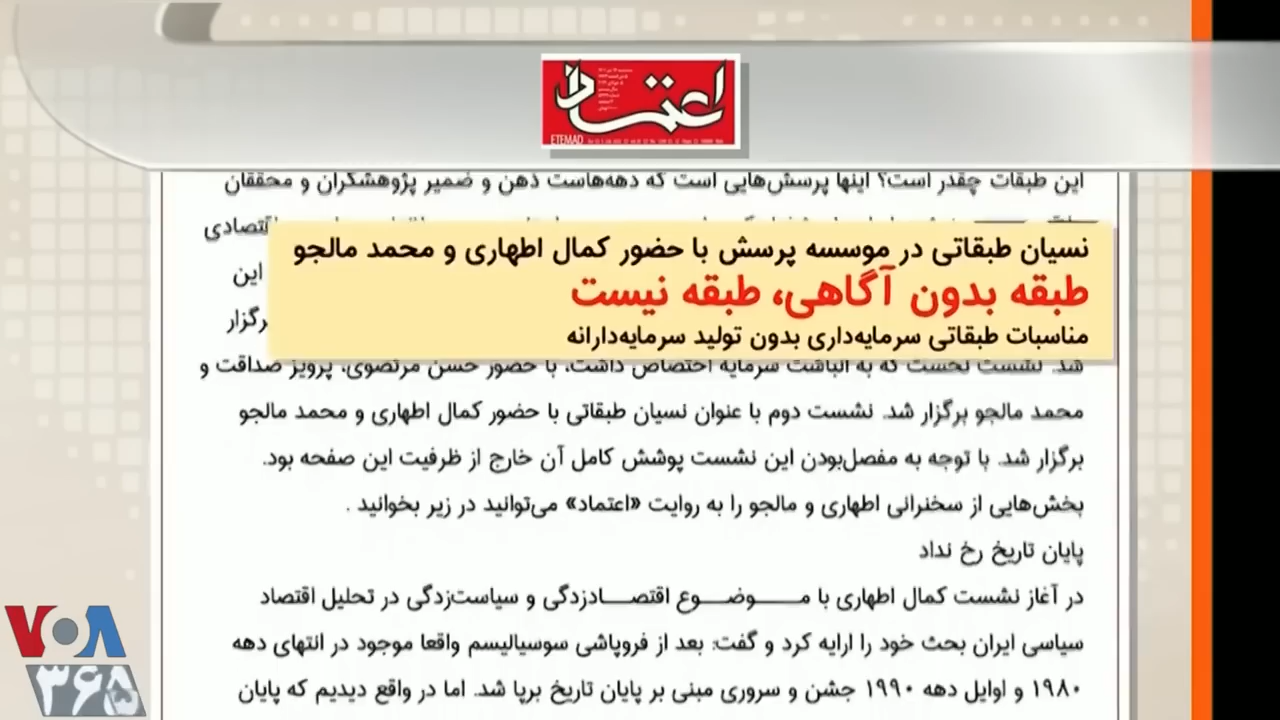 اعتماد
ETEMAD
این طبقات چقدر است؟ اینها پرسش‌هایی است که دهه‌هاست ذهن و ضمیر پژوهشگران و محققان
اقتصادی
نسیان طبقاتی در موسسه پرسش با حضور کمال اطهاری و محمد مالجو
این
طبقه بدون آگاهی، طبقه نیست
برگزار
مناسبات طبقاتی سرمایه‌داری بدون تولید سرمایه‌دارانه
شد. نشست نخست که به انباشت سرمایه اختصاص داشت، با حضور حسن مرتضوی، پرویز صداقت و
محمد مالجو برگزار شد. نشست دوم با عنوان نسیان طبقاتی با حضور کمال اطهاری و محمد مالجو
برگزار شد. با توجه به مفصل‌بودن این نشست پوشش کامل آن خارج از ظرفیت این صفحه بود.
بخش‌هایی از سخنرانی اطهاری و مالجو را به روایت «اعتماد» می‌توانید در زیر بخوانید .
پایان تاریخ رخ نداد
در آغاز نشست کمال اطهاری با مـــــوضـــوع اقتصـــادزدگی و سیاست‌زدگی در تحلیل اقتصاد
سیاسی ایران بحث خود را ارایه کرد و گفت: بعد از فروپاشی سوسیالیسم واقعا موجود در انتهای دهه
۱۹۸۰ و اوایل دهه ۱۹۹۰ جشن و سروری مبنی بر پایان تاریخ برپا شد. اما در واقع دیدیم که پایان
VOA
۳۶۵